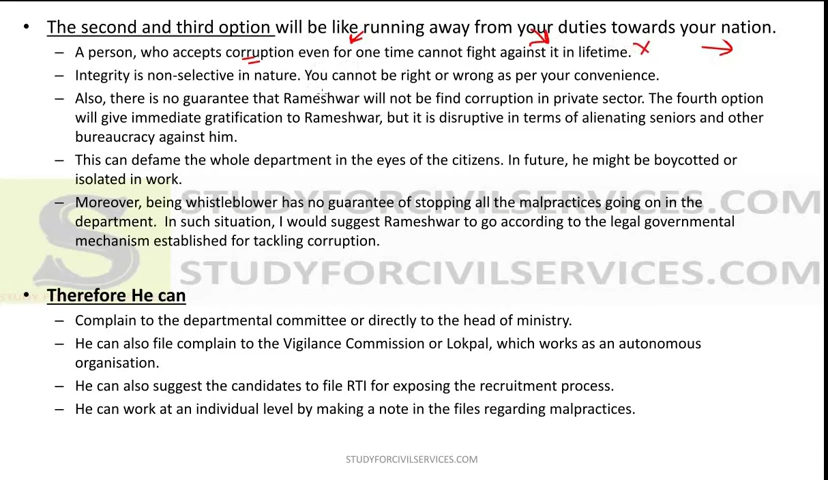 • The second and third option will be like running away from your duties towards your nation.
– A person, who accepts corruption even for one time cannot fight against it in lifetime.
– Integrity is non-selective in nature. You cannot be right or wrong as per your convenience.
– Also, there is no guarantee that Rameshwar will not be find corruption in private sector. The fourth option
will give immediate gratification to Rameshwar, but it is disruptive in terms of alienating seniors and other
bureaucracy against him.
– This can defame the whole department in the eyes of the citizens. In future, he might be boycotted or
isolated in work.
– Moreover, being whistleblower has no guarantee of stopping all the malpractices going on in the
department. In such situation, I would suggest Rameshwar to go according to the legal governmental
mechanism established for tackling corruption.
STUDYFORCIVILSERVICES.COM
STUDYFORCIVILSERVICES.COM
• Therefore He can
– Complain to the departmental committee or directly to the head of ministry.
– He can also file complain to the Vigilance Commission or Lokpal, which works as an autonomous
organisation.
– He can also suggest the candidates to file RTI for exposing the recruitment process.
– He can work at an individual level by making a note in the files regarding malpractices.
STUDYFORCIVILSERVICES.COM